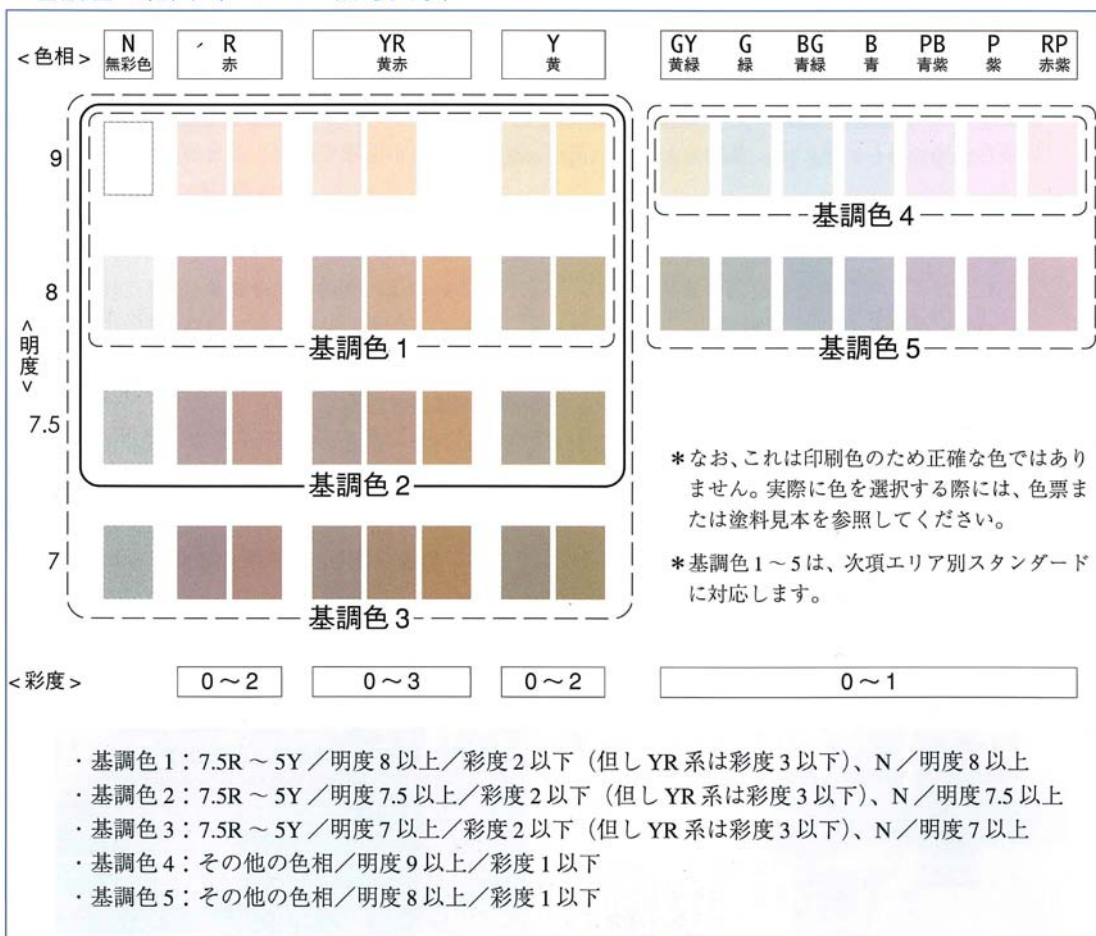 <色相>
N
無彩色
R
赤
YR
黄赤
Y
黄
GY
黄緑
G
緑
BG
青緑
B
青
PB
青紫
P
紫
RP
赤紫
9
基調色 4
8
基調色 1
基調色 5
<明度>
7.5
基調色 2
*なお、これは印刷色のため正確な色ではあり
ません。実際に色を選択する際には、色票ま
たは塗料見本を参照してください。
7
*基調色1～5は、次項エリア別スタンダード
に対応します。
基調色 3
<彩度>
0～2
0～3
0～2
0～1
・基調色1：7.5R～5Y／明度8以上／彩度2以下（但しYR系は彩度3以下）、N／明度8以上
・基調色2：7.5R～5Y／明度7.5以上／彩度2以下（但しYR系は彩度3以下）、N／明度7.5以上
・基調色3：7.5R～5Y／明度7以上／彩度2以下（但しYR系は彩度3以下）、N／明度7以上
・基調色4：その他の色相／明度9以上／彩度1以下
・基調色5：その他の色相／明度8以上／彩度1以下